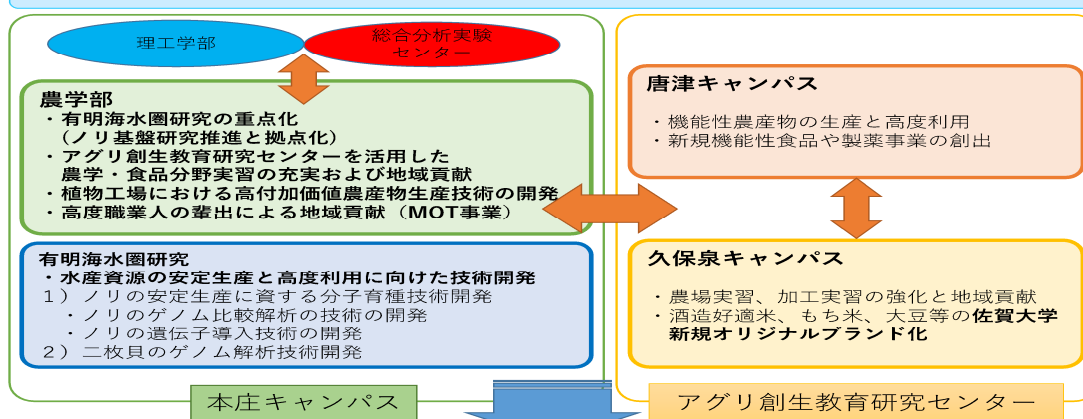 理工学部
総合分析実験
センター
農学部
・有明海水圏研究の重点化
（ノリ基盤研究推進と拠点化）
・アグリ創生教育研究センターを活用した
農学・食品分野実習の充実および地域貢献
・植物工場における高付加価値農産物生産技術の開発
・高度職業人の輩出による地域貢献（MOT事業）
有明海水圏研究
・水産資源の安定生産と高度利用に向けた技術開発
１）ノリの安定生産に資する分子育種技術開発
・ノリのゲノム比較解析の技術の開発
・ノリの遺伝子導入技術の開発
２）二枚貝のゲノム解析技術開発
本庄キャンパス
唐津キャンパス
・機能性農産物の生産と高度利用
・新規機能性食品や製薬事業の創出
久保泉キャンパス
・農場実習、加工実習の強化と地域貢献
・酒造好適米、もち米、大豆等の佐賀大学
新規オリジナルブランド化
アグリ創生教育研究センター